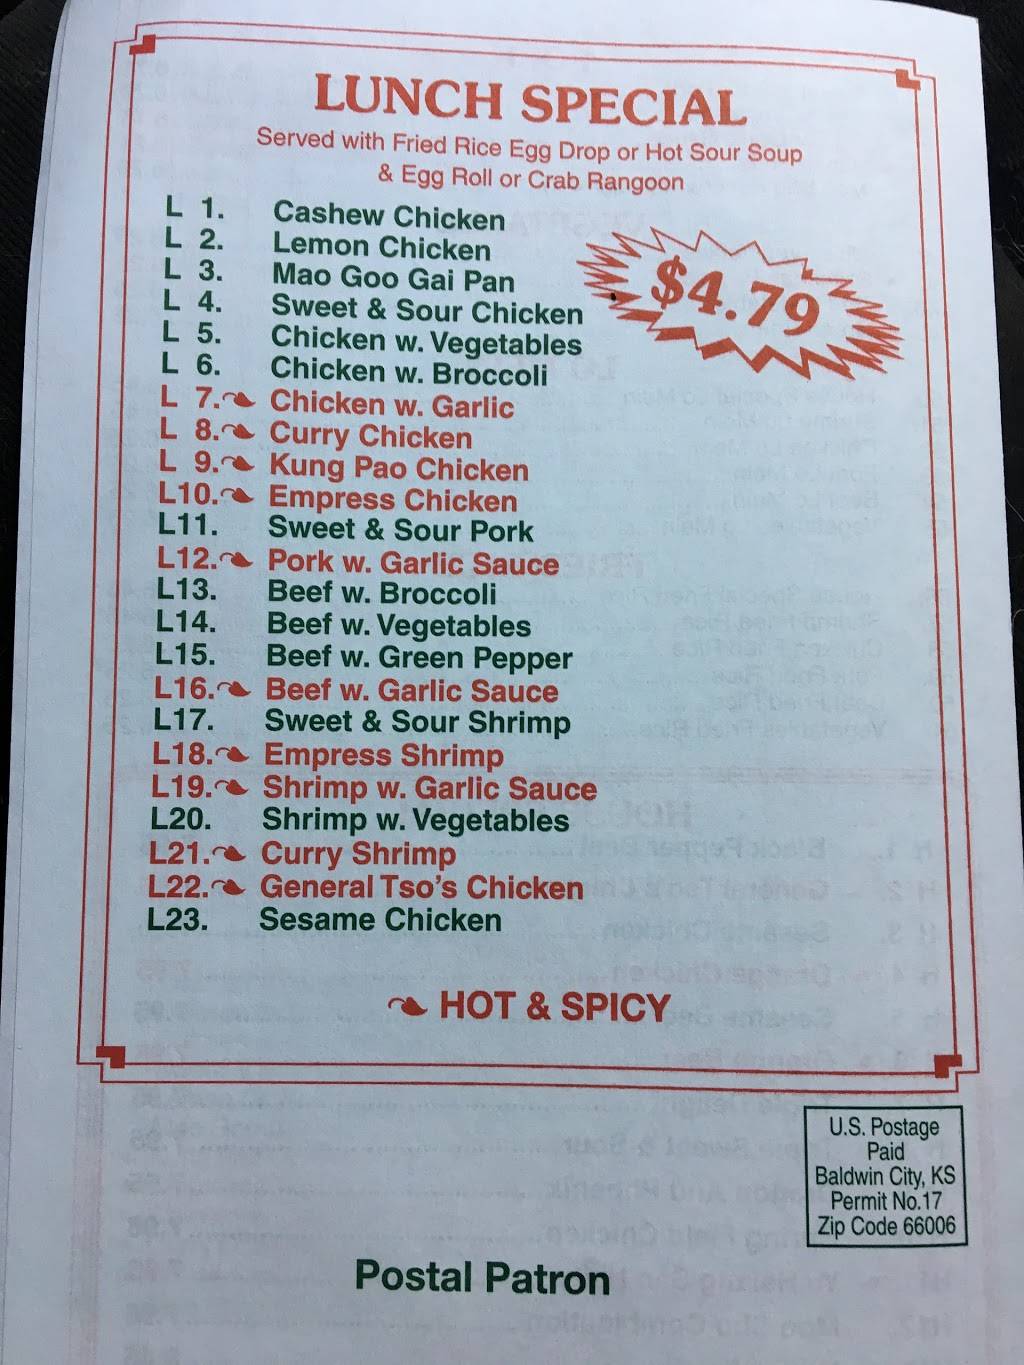 LUNCH SPECIAL
Served with Fried Rice Egg Drop or Hot Sour Soup
& Egg Roll or Crab Rangoon
$4.79
L 1. Cashew Chicken
L 2. Lemon Chicken
L 3. Mao Goo Gai Pan
L 4. Sweet & Sour Chicken
L 5. Chicken w. Vegetables
L 6. Chicken w. Broccoli
L 7. Chicken w. Garlic
L 8. Curry Chicken
L 9. Kung Pao Chicken
L10. Empress Chicken
L11. Sweet & Sour Pork
L12. Pork w. Garlic Sauce
L13. Beef w. Broccoli
L14. Beef w. Vegetables
L15. Beef w. Green Pepper
L16. Beef w. Garlic Sauce
L17. Sweet & Sour Shrimp
L18. Empress Shrimp
L19. Shrimp w. Garlic Sauce
L20. Shrimp w. Vegetables
L21. Curry Shrimp
L22. General Tso's Chicken
L23. Sesame Chicken
HOT & SPICY
U.S. Postage
Paid
Baldwin City, KS
Permit No.17
Zip Code 66006
Postal Patron